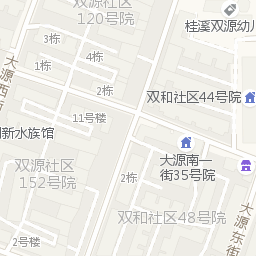 双源社区
120号院
桂溪双源幼儿
3栋
4栋
大源西街
1栋
2栋
双和社区44号院
11号楼
新水族馆
大源南一
街35号院
双源社区
152号院
2栋
双和社区48号院
大源东街
2号楼